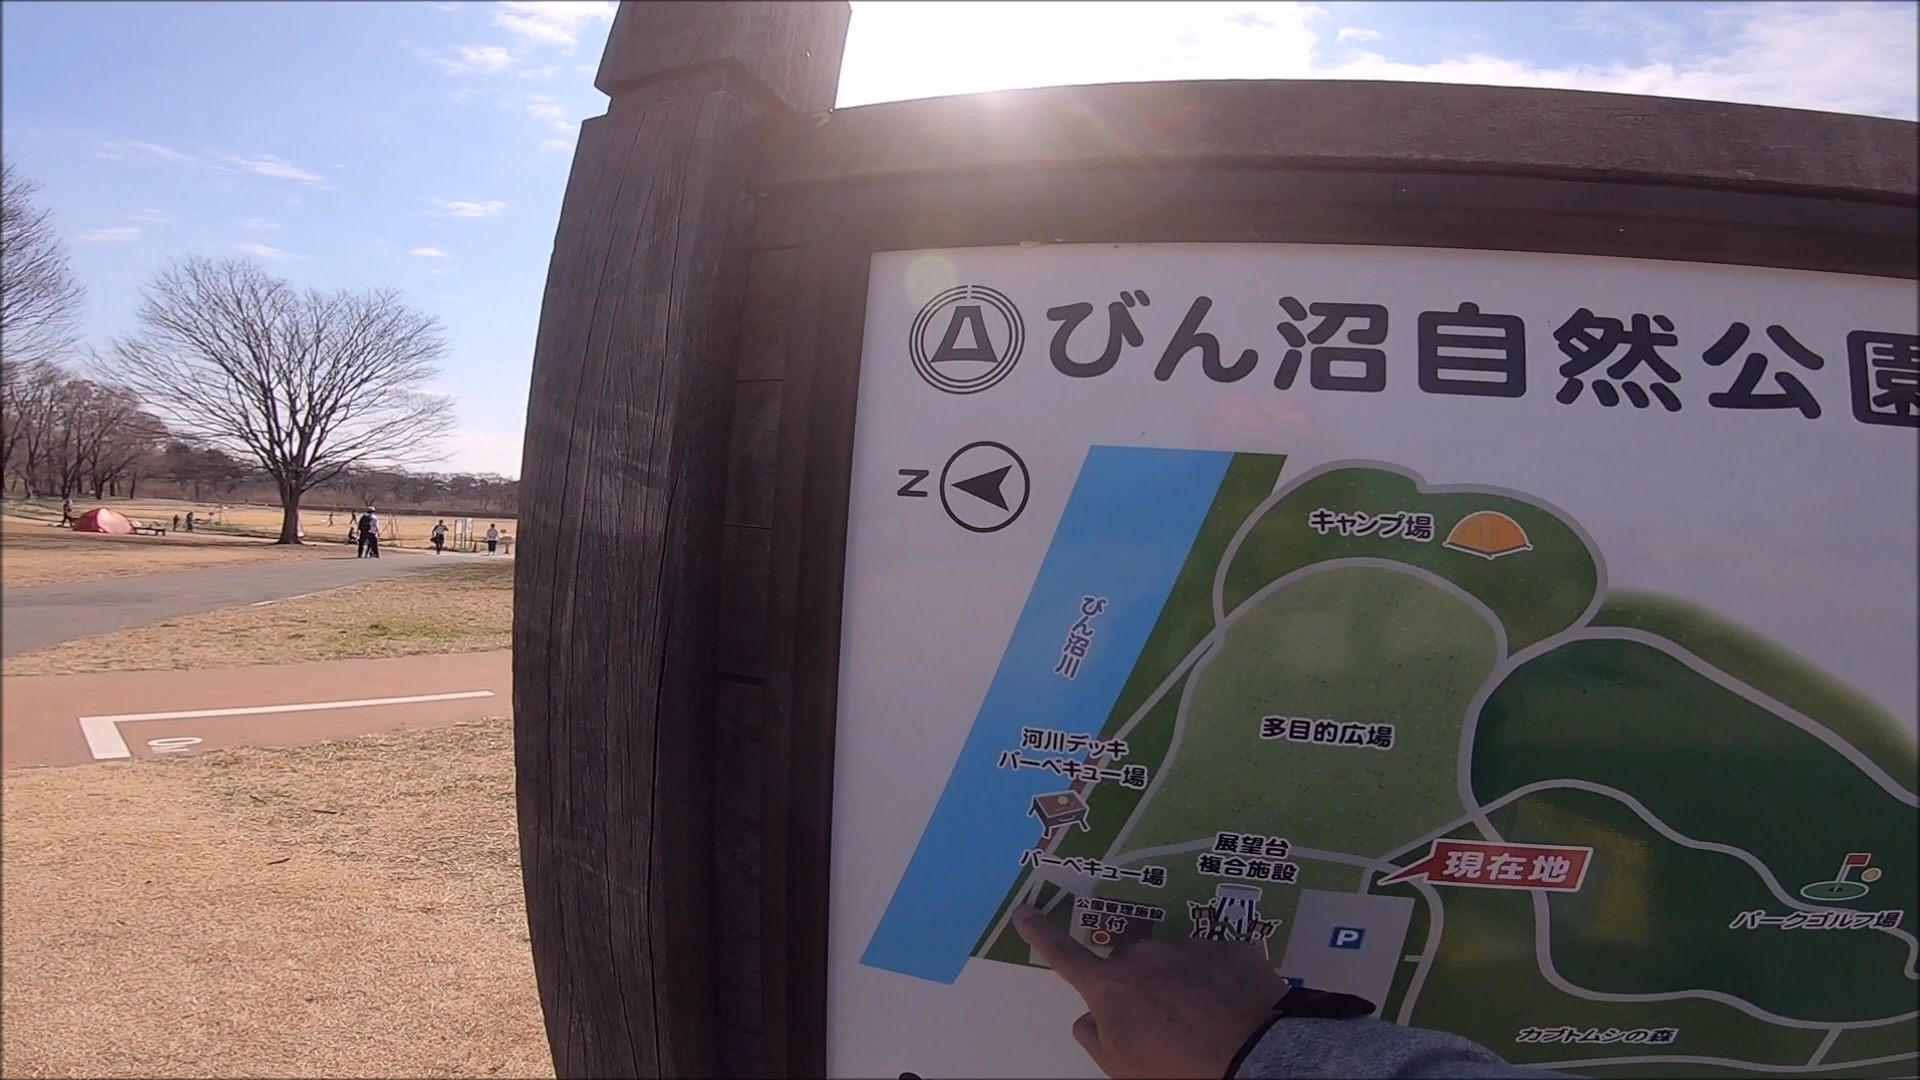 びん沼自然公園
N
キャンプ場
びん沼川
多目的広場
河川デッキ
バーベキュー場
バーベキュー場
展望台
複合施設
現在地
公園管理施設
受付
P
パークゴルフ場
カブトムシの森